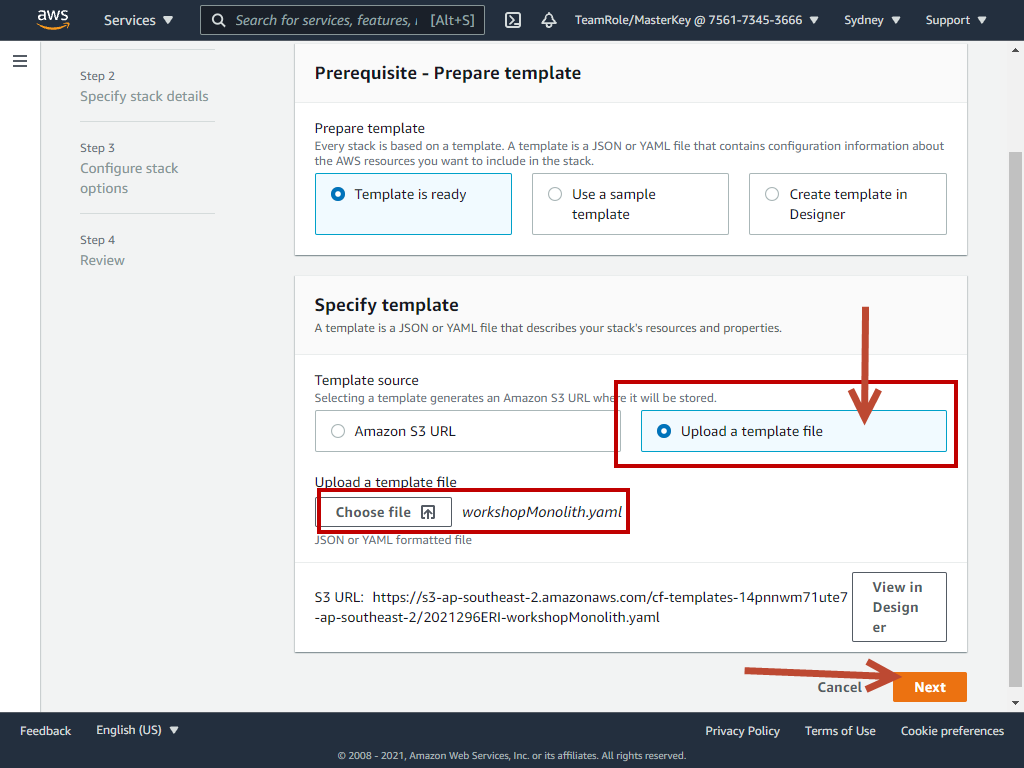 aws
Services
Search for services, features, [Alt+S]
TeamRole/MasterKey @ 7561-7345-3666
Sydney
Support
Step 2
Specify stack details
Step 3
Configure stack
options
Step 4
Review
Prerequisite - Prepare template
Prepare template
Every stack is based on a template. A template is a JSON or YAML file that contains configuration information about
the AWS resources you want to include in the stack.
Template is ready
Use a sample
template
Create template in
Designer
Specify template
A template is a JSON or YAML file that describes your stack's resources and properties.
Template source
Selecting a template generates an Amazon S3 URL where it will be stored.
Amazon S3 URL
Upload a template file
Upload a template file
Choose file
workshopMonolith.yaml
JSON or YAML formatted file
S3 URL: https://s3-ap-southeast-2.amazonaws.com/cf-templates-14pnnwm71ute7
-ap-southeast-2/2021296ERI-workshopMonolith.yaml
View in
Design
er
Cancel
Next
Feedback
English (US)
Privacy Policy
Terms of Use
Cookie preferences
© 2008 - 2021, Amazon Web Services, Inc. or its affiliates. All rights reserved.